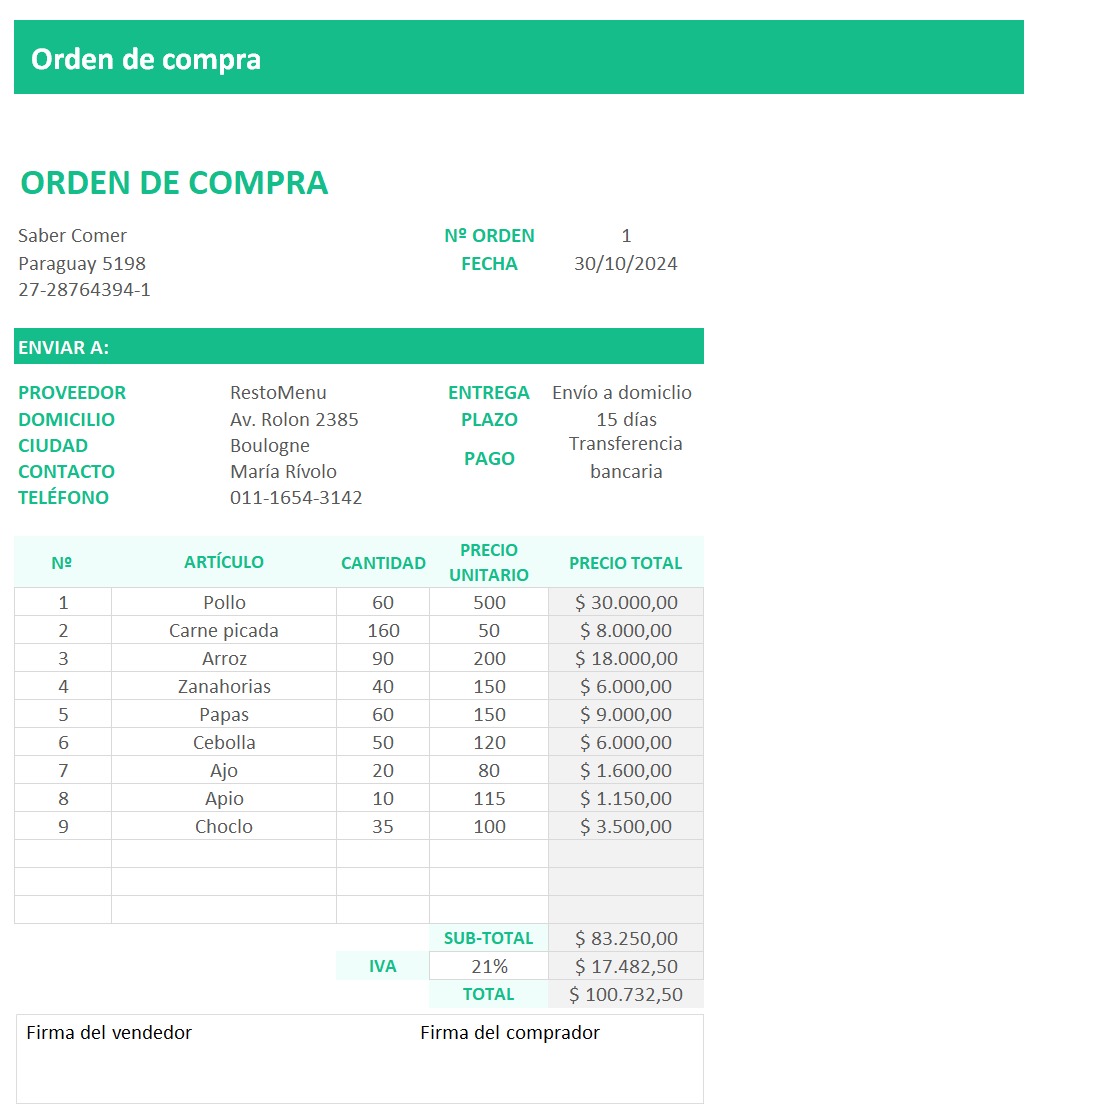 Orden de compra
ORDEN DE COMPRA
Saber Comer
Nº ORDEN 1
Paraguay 5198
FECHA 30/10/2024
27-28764394-1
ENVIAR A:
PROVEEDOR RestoMenu ENTREGA Envío a domiclio
DOMICILIO Av. Rolon 2385 PLAZO 15 días
CIUDAD Boulogne PAGO Transferencia
CONTACTO María Rívolo bancaria
TELÉFONO 011-1654-3142
Nº ARTÍCULO CANTIDAD PRECIO UNITARIO PRECIO TOTAL
1 Pollo 60 500 $ 30.000,00
2 Carne picada 160 50 $ 8.000,00
3 Arroz 90 200 $ 18.000,00
4 Zanahorias 40 150 $ 6.000,00
5 Papas 60 150 $ 9.000,00
6 Cebolla 50 120 $ 6.000,00
7 Ajo 20 80 $ 1.600,00
8 Apio 10 115 $ 1.150,00
9 Choclo 35 100 $ 3.500,00
SUB-TOTAL $ 83.250,00
IVA 21% $ 17.482,50
TOTAL $ 100.732,50
Firma del vendedor Firma del comprador